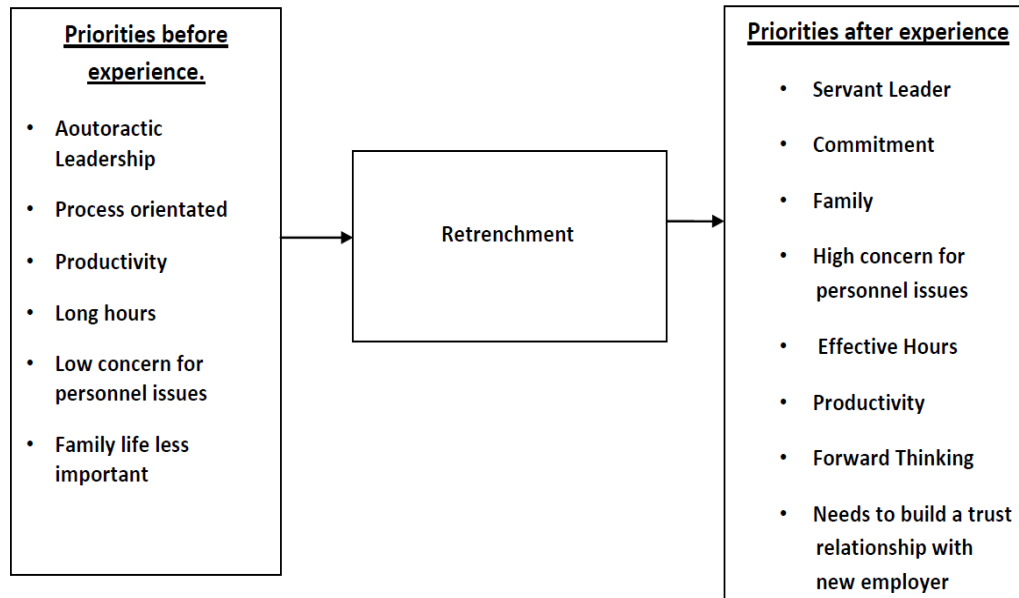 Priorities before
experience.
• Aoutoractic
Leadership
• Process orientated
• Productivity
• Long hours
• Low concern for
personnel issues
• Family life less
important
Retrenchment
Priorities after experience
• Servant Leader
• Commitment
• Family
• High concern for
personnel issues
• Effective Hours
• Productivity
• Forward Thinking
• Needs to build a trust
relationship with
new employer